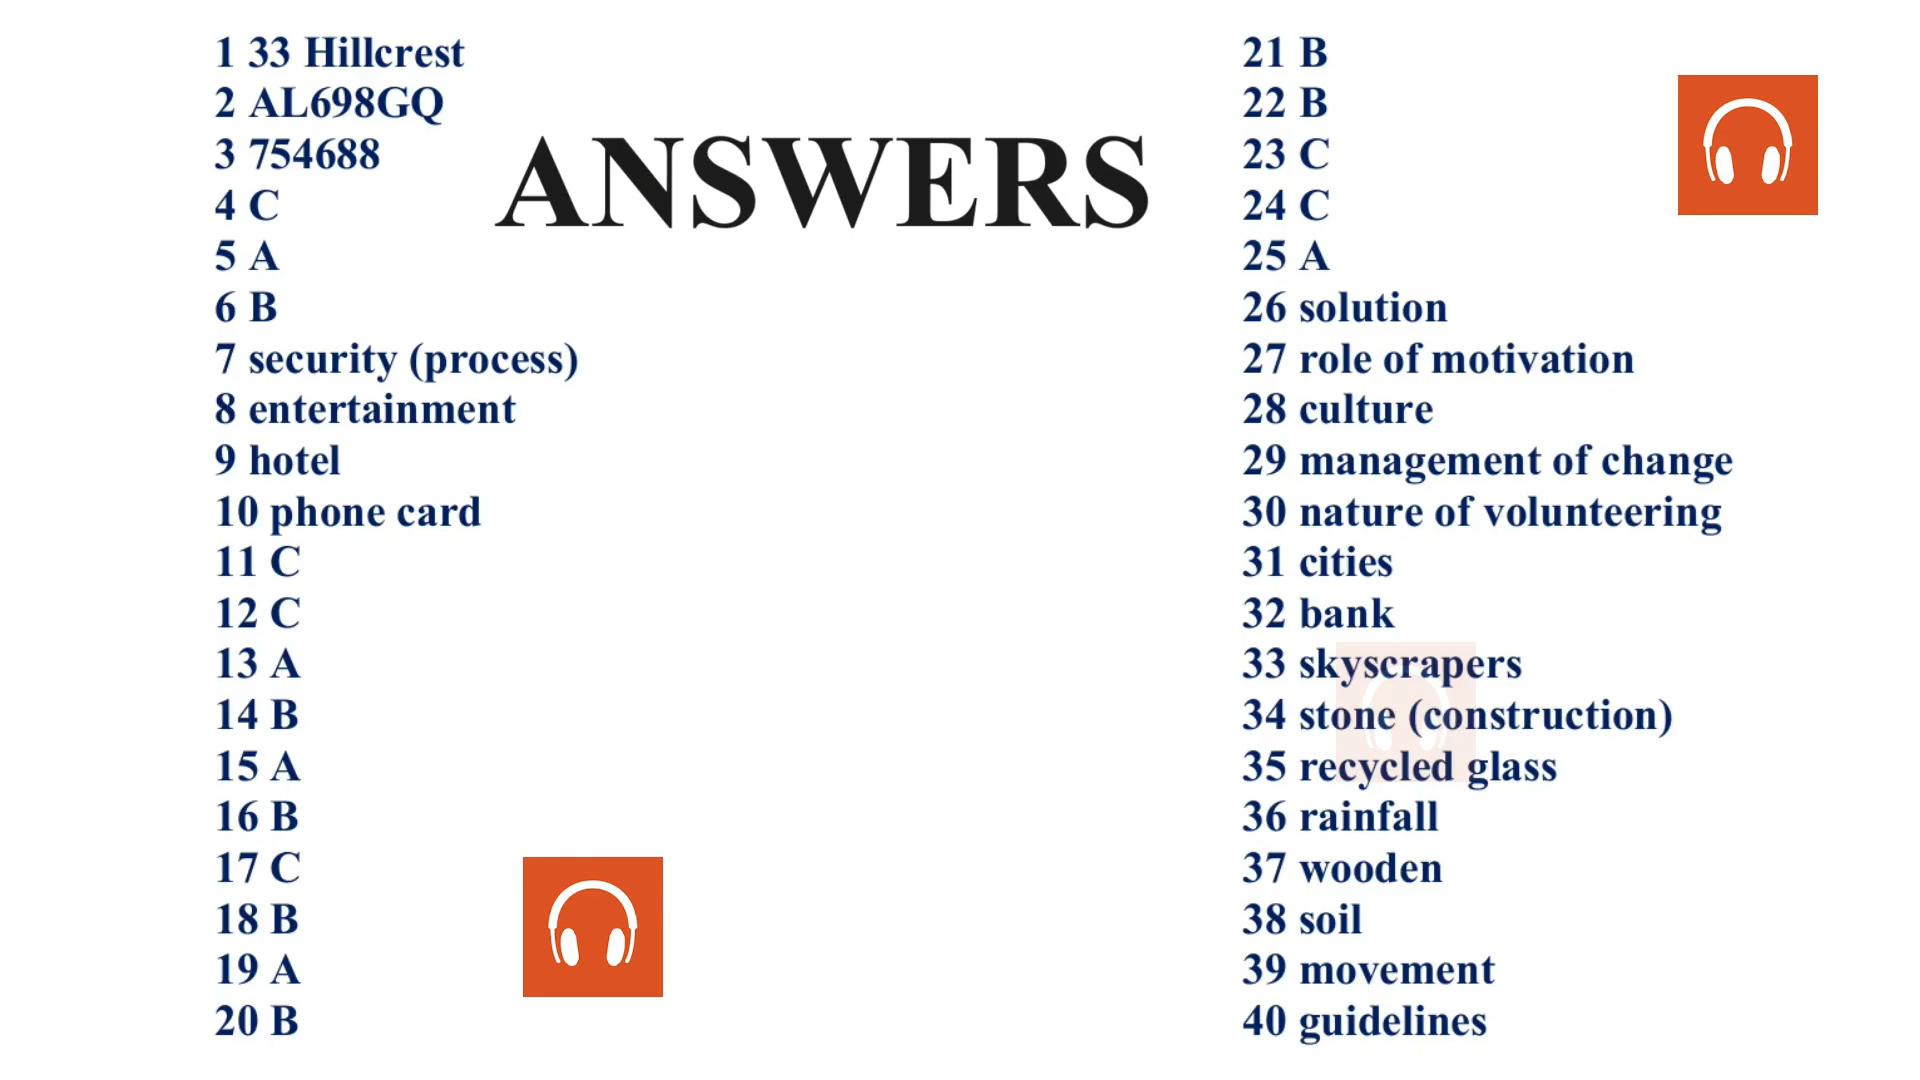 1 33 Hillcrest
2 AL698GQ
3 754688
4 C
5 A
6 B
7 security (process)
8 entertainment
9 hotel
10 phone card
11 C
12 C
13 A
14 B
15 A
16 B
17 C
18 B
19 A
20 B
ANSWERS
21 B
22 B
23 C
24 C
25 A
26 solution
27 role of motivation
28 culture
29 management of change
30 nature of volunteering
31 cities
32 bank
33 skyscrapers
34 stone (construction)
35 recycled glass
36 rainfall
37 wooden
38 soil
39 movement
40 guidelines